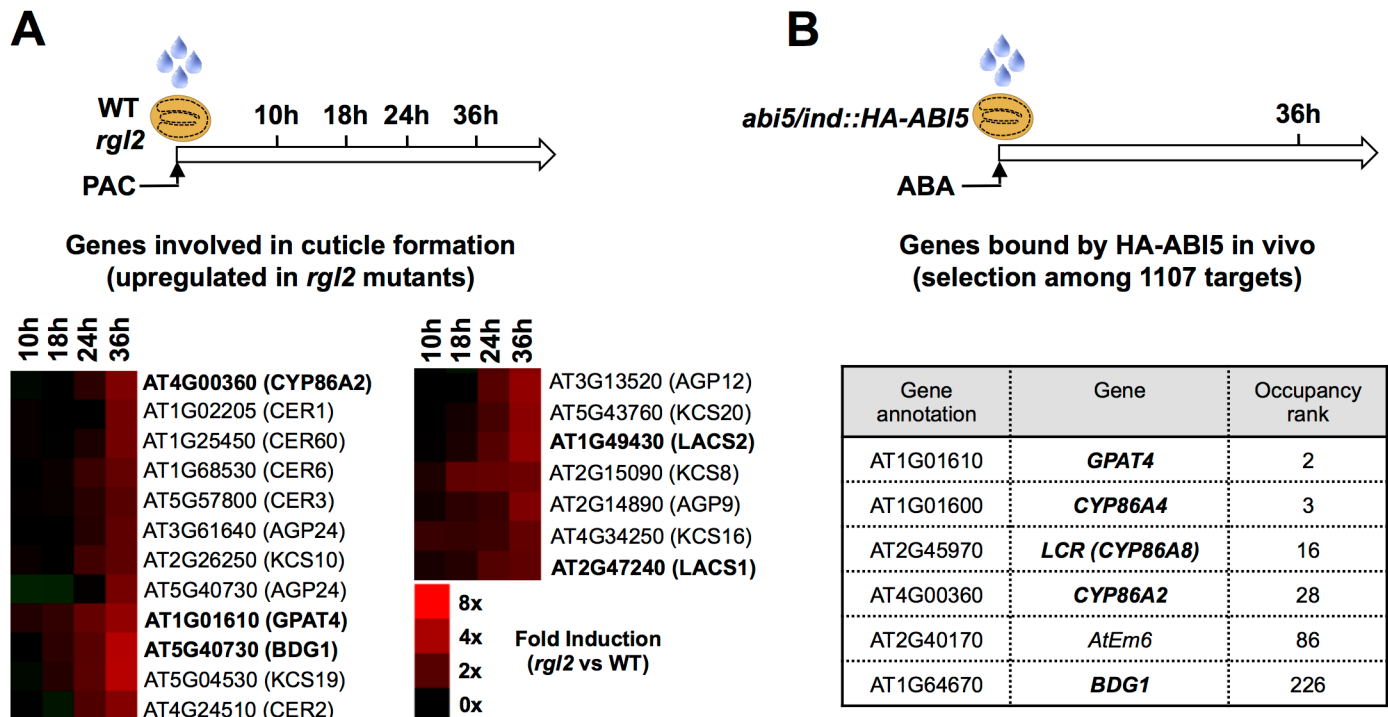 A
WT
rgl2
10h 18h 24h 36h
PAC
Genes involved in cuticle formation
(upregulated in rgl2 mutants)
10h 18h 24h 36h
AT4G00360 (CYP86A2)
AT1G02205 (CER1)
AT1G25450 (CER60)
AT1G68530 (CER6)
AT5G57800 (CER3)
AT3G61640 (AGP24)
AT2G26250 (KCS10)
AT5G40730 (AGP24)
AT1G01610 (GPAT4)
AT5G40730 (BDG1)
AT5G04530 (KCS19)
AT4G24510 (CER2)
10h 18h 24h 36h
AT3G13520 (AGP12)
AT5G43760 (KCS20)
AT1G49430 (LACS2)
AT2G15090 (KCS8)
AT2G14890 (AGP9)
AT4G34250 (KCS16)
AT2G47240 (LACS1)
8x
4x
2x
0x
Fold Induction
(rgl2 vs WT)
B
abi5/ind::HA-ABI5
36h
ABA
Genes bound by HA-ABI5 in vivo
(selection among 1107 targets)
Gene annotation Gene Occupancy rank
AT1G01610 GPAT4 2
AT1G01600 CYP86A4 3
AT2G45970 LCR (CYP86A8) 16
AT4G00360 CYP86A2 28
AT2G40170 AtEm6 86
AT1G64670 BDG1 226